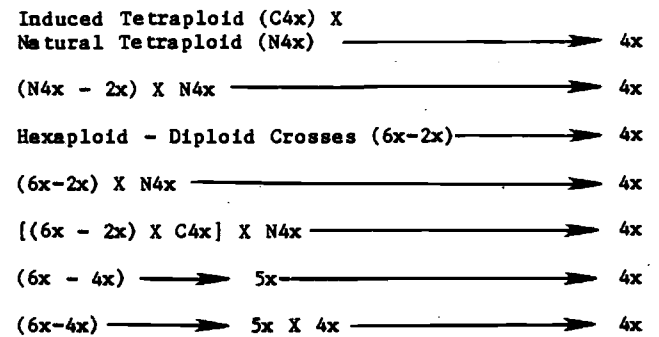 Induced Tetraploid (C4x) X
Natural Tetraploid (N4x) ⟶ 4x
(N4x - 2x) X N4x ⟶ 4x
Hexaploid - Diploid Crosses (6x-2x) ⟶ 4x
(6x-2x) X N4x ⟶ 4x
[(6x - 2x) X C4x] X N4x ⟶ 4x
(6x - 4x) ⟶ 5x ⟶ 4x
(6x-4x) ⟶ 5x X 4x ⟶ 4x